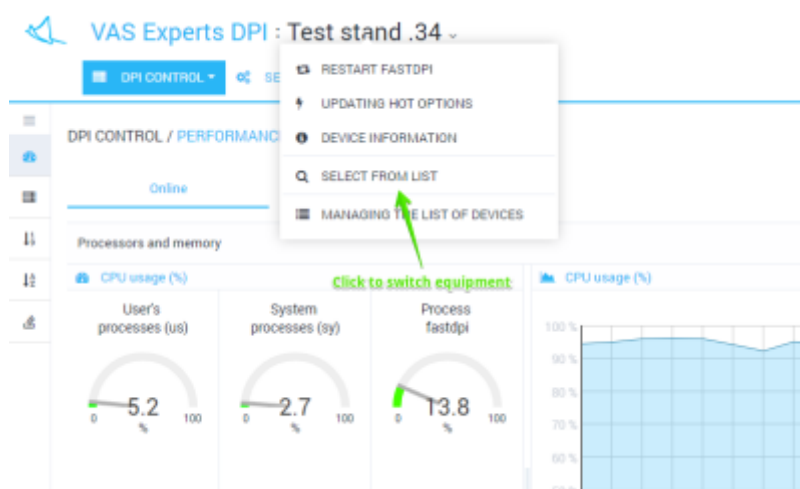 VAS Experts DPI : Test stand .34
DPI CONTROL
SE
RESTART FASTDPI
UPDATING HOT OPTIONS
DEVICE INFORMATION
SELECT FROM LIST
MANAGING THE LIST OF DEVICES
DPI CONTROL / PERFORMANC
Online
Processors and memory
Click to switch equipment
CPU usage (%)
User's
processes (us)
System
processes (sy)
Process
fastdpi
5.2
0 100
%
2.7
0 100
%
13.8
0 100
%
CPU usage (%)
100 %
90 %
80 %
70 %
60 %